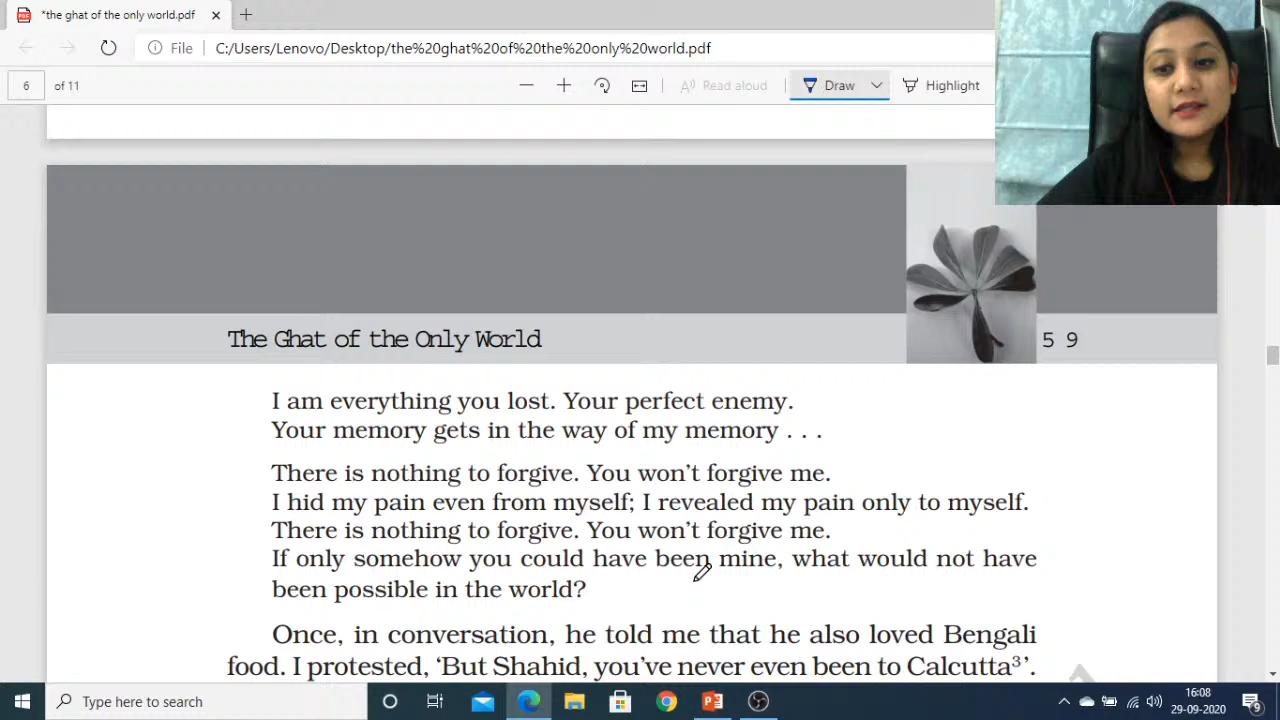 *the ghat of the only world.pdf
File C:/Users/Lenovo/Desktop/the%20ghat%20of%20the%20only%20world.pdf
6 of 11 Read aloud Draw Highlight
The Ghat of the Only World 5 9
I am everything you lost. Your perfect enemy.
Your memory gets in the way of my memory . . .
There is nothing to forgive. You won’t forgive me.
I hid my pain even from myself; I revealed my pain only to myself.
There is nothing to forgive. You won’t forgive me.
If only somehow you could have been mine, what would not have
been possible in the world?
Once, in conversation, he told me that he also loved Bengali
food. I protested, ‘But Shahid, you’ve never even been to Calcutta³’.
Type here to search
16:08
29-09-2020
9